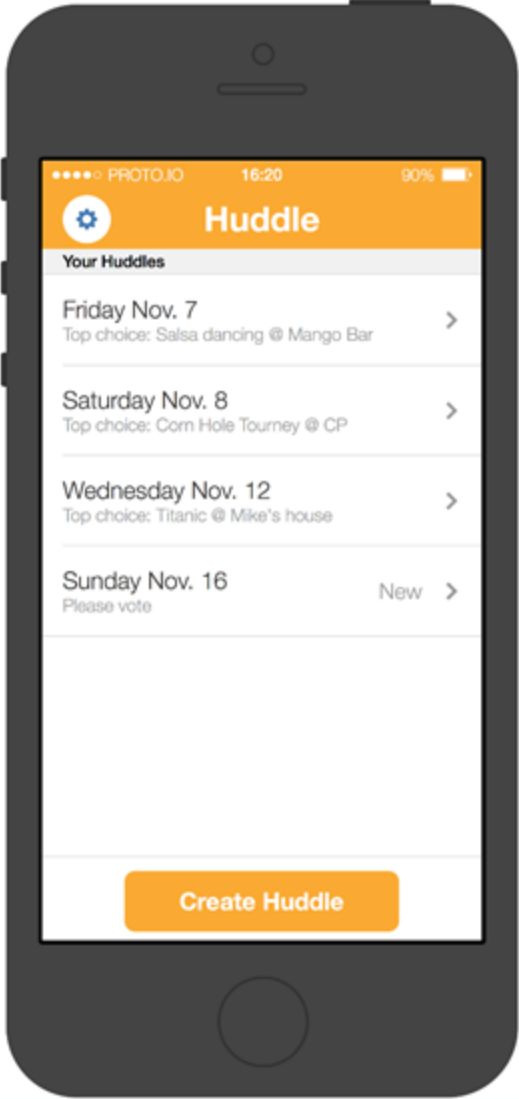 PROTO.IO 16:20 90%
Huddle
Your Huddles
Friday Nov. 7
Top choice: Salsa dancing @ Mango Bar
Saturday Nov. 8
Top choice: Corn Hole Tourney @ CP
Wednesday Nov. 12
Top choice: Titanic @ Mike's house
Sunday Nov. 16
Please vote
New
Create Huddle